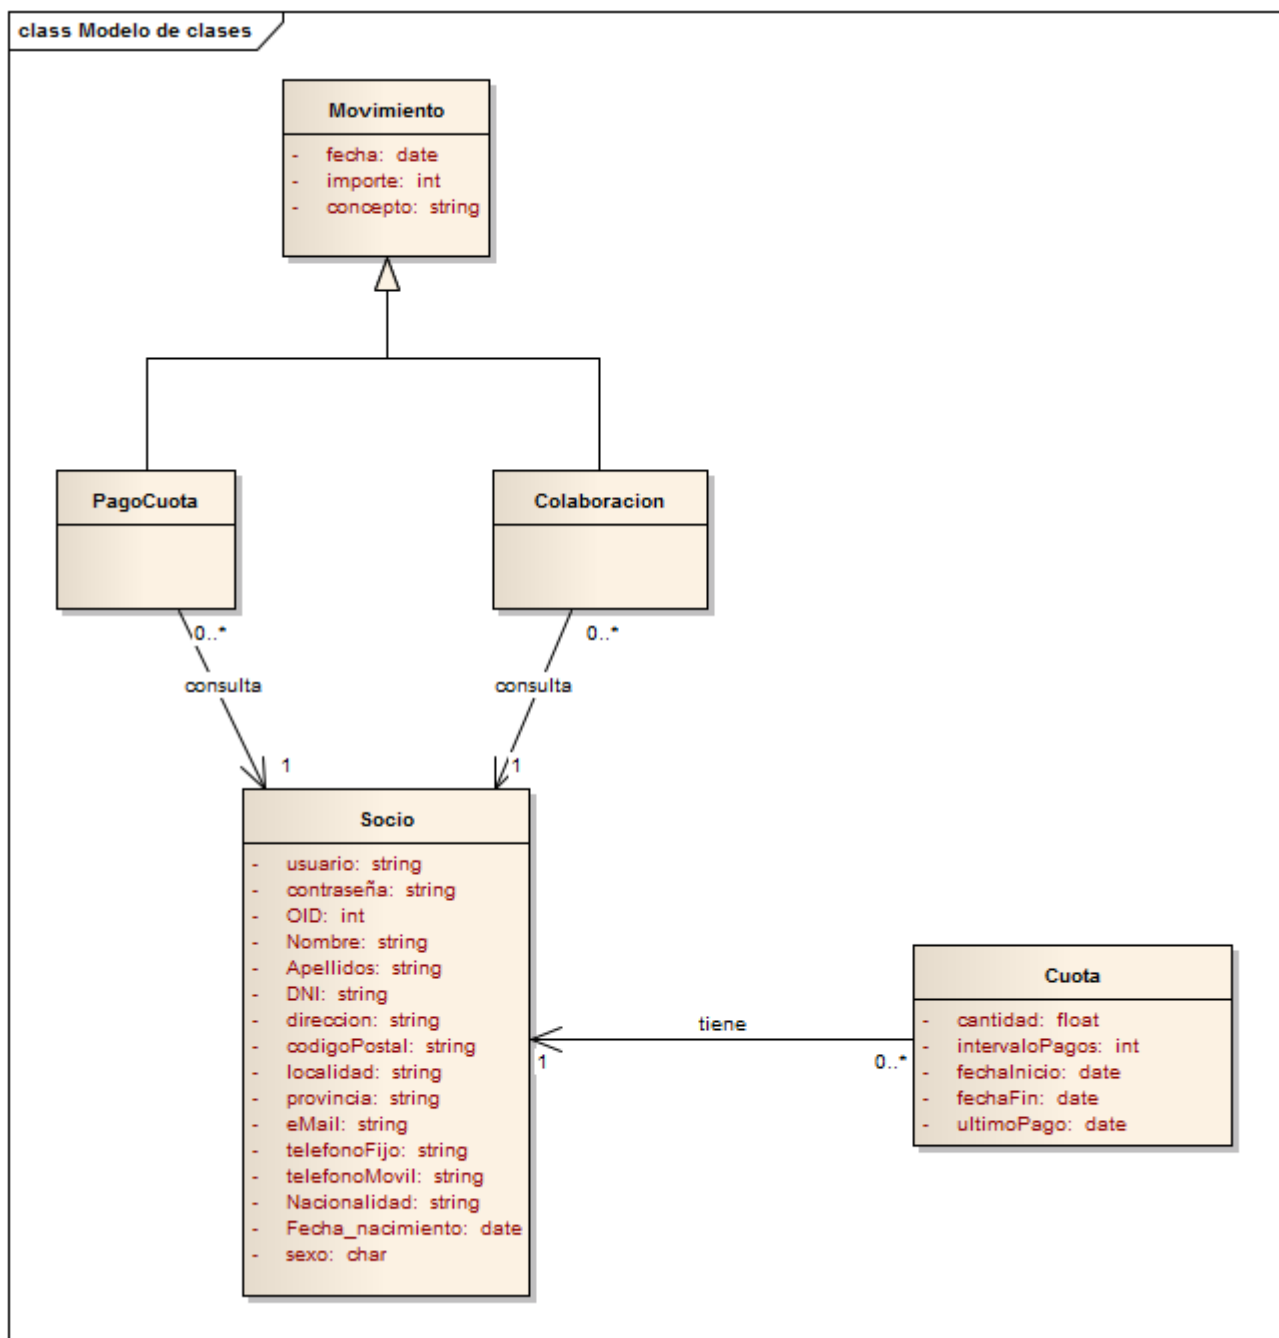 class Modelo de clases
Movimiento
- fecha: date
- importe: int
- concepto: string
PagoCuota
Colaboracion
0..*
0..*
consulta
consulta
1
1
Socio
- usuario: string
- contraseña: string
- OID: int
- Nombre: string
- Apellidos: string
- DNI: string
- direccion: string
- codigoPostal: string
- localidad: string
- provincia: string
- eMail: string
- telefonoFijo: string
- telefonoMovil: string
- Nacionalidad: string
- Fecha_nacimiento: date
- sexo: char
tiene
1
0..*
Cuota
- cantidad: float
- intervaloPagos: int
- fechaInicio: date
- fechaFin: date
- ultimoPago: date